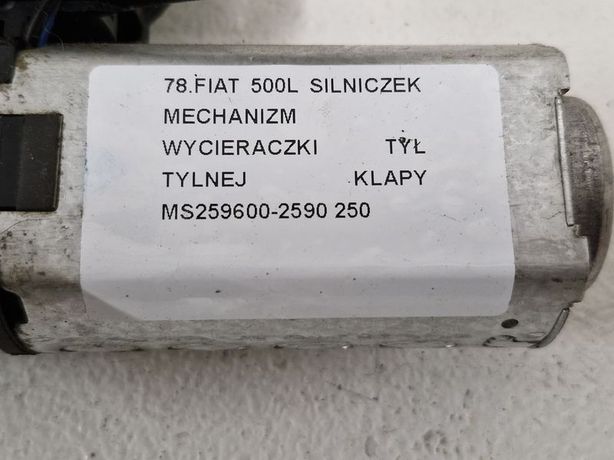 78.FIAT 500L SILNICZEK
MECHANIZM
WYCIERACZKI TYŁ
TYLNEJ KLAPY
MS259600-2590 250